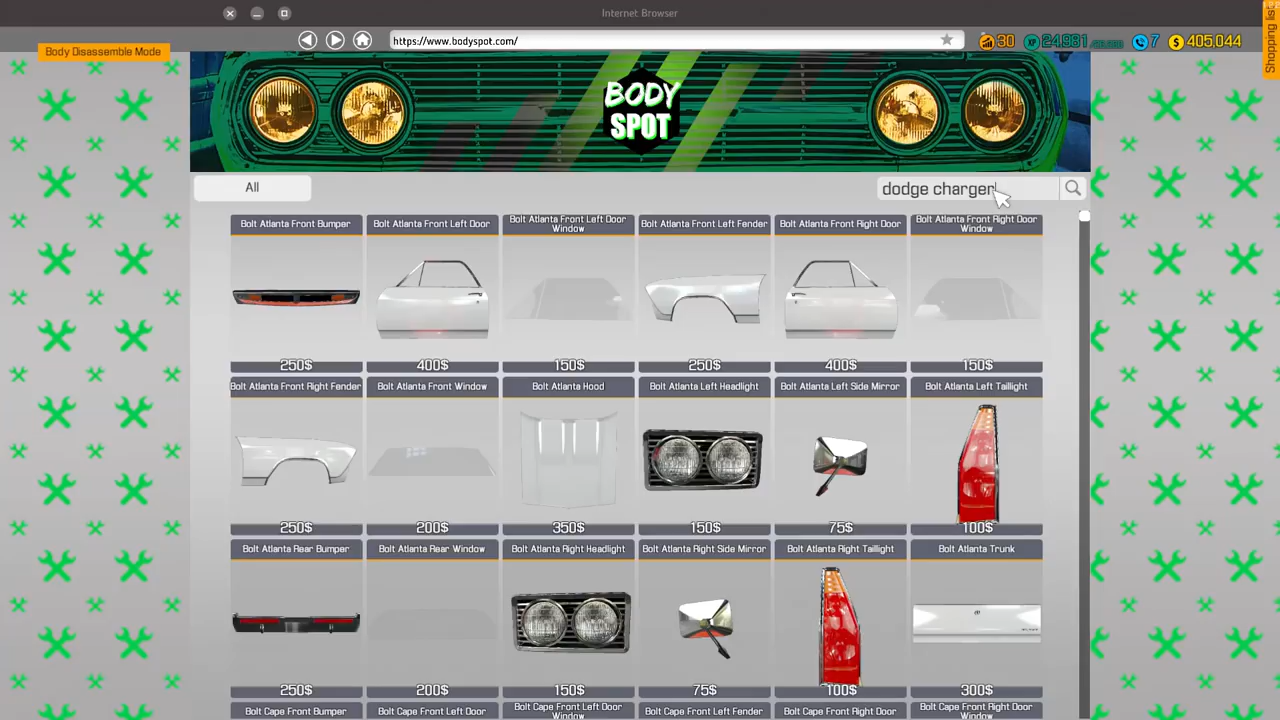 Internet Browser
https://www.bodyspot.com/
30
7
405,044
Shopping list
Body Disassemble Mode
BODY
SPOT
All
dodge charger
Bolt Atlanta Front Bumper
Bolt Atlanta Front Left Door
Bolt Atlanta Front Left Door
Window
Bolt Atlanta Front Left Fender
Bolt Atlanta Front Right Door
Bolt Atlanta Front Right Door
Window
250$
400$
150$
250$
400$
150$
Bolt Atlanta Front Right Fender
Bolt Atlanta Front Window
Bolt Atlanta Hood
Bolt Atlanta Left Headlight
Bolt Atlanta Left Side Mirror
Bolt Atlanta Left Taillight
250$
200$
350$
150$
75$
100$
Bolt Atlanta Rear Bumper
Bolt Atlanta Rear Window
Bolt Atlanta Right Headlight
Bolt Atlanta Right Side Mirror
Bolt Atlanta Right Taillight
Bolt Atlanta Trunk
250$
200$
150$
75$
100$
300$
Bolt Cape Front Bumper
Bolt Cape Front Left Door
Bolt Cape Front Left Door
Window
Bolt Cape Front Left Fender
Bolt Cape Front Right Door
Bolt Cape Front Right Door
Window